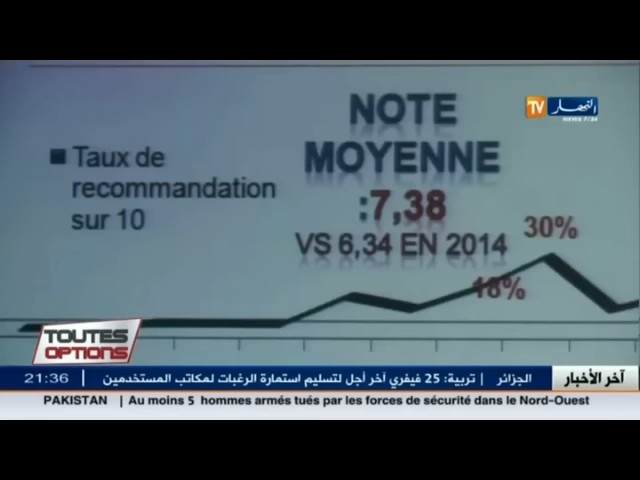 NOTE
MOYENNE
:7,38
VS 6,34 EN 2014
Taux de
recommandation
sur 10
30%
18%
TV النهار
NEWS 7/24
TOUTES
OPTIONS
آخر الأخبار
الجزائر | تربية: 25 فيفري آخر أجل لتسليم استمارة الرغبات لمكاتب المستخدمين
21:36
PAKISTAN | Au moins 5 hommes armés tués par les forces de sécurité dans le Nord-Ouest